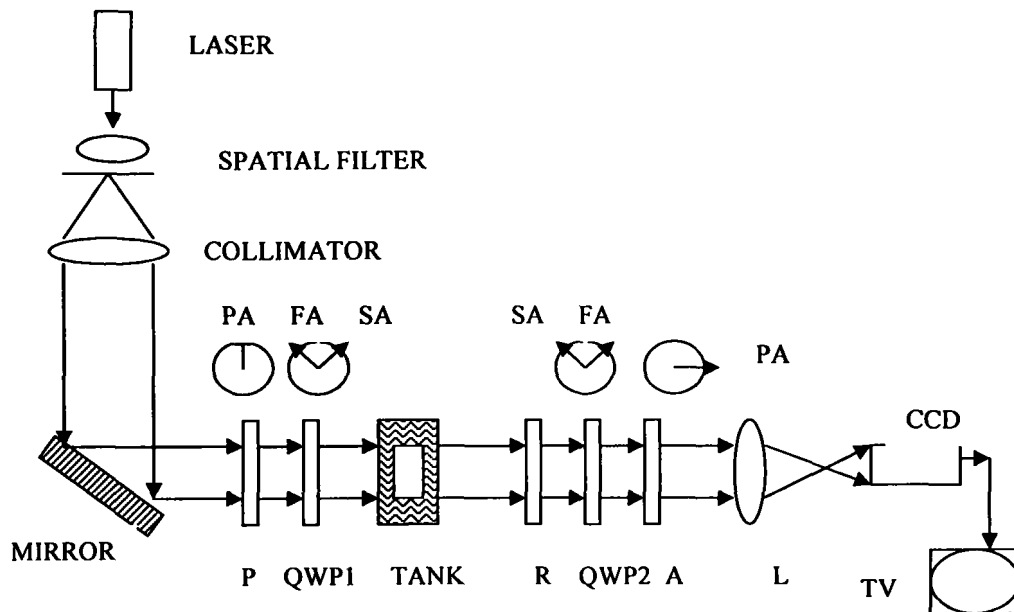 LASER
SPATIAL FILTER
COLLIMATOR
PA FA SA SA FA PA
CCD
MIRROR
P QWP1 TANK R QWP2 A L TV